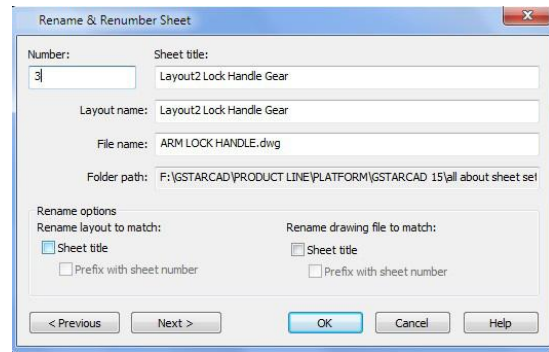 Rename & Renumber Sheet
Number: Sheet title:
3 Layout2 Lock Handle Gear
Layout name: Layout2 Lock Handle Gear
File name: ARM LOCK HANDLE.dwg
Folder path: F:\GSTARCAD\PRODUCT LINE\PLATFORM\GSTARCAD 15\all about sheet set
Rename options
Rename layout to match: Rename drawing file to match:
Sheet title Sheet title
Prefix with sheet number Prefix with sheet number
< Previous Next > OK Cancel Help